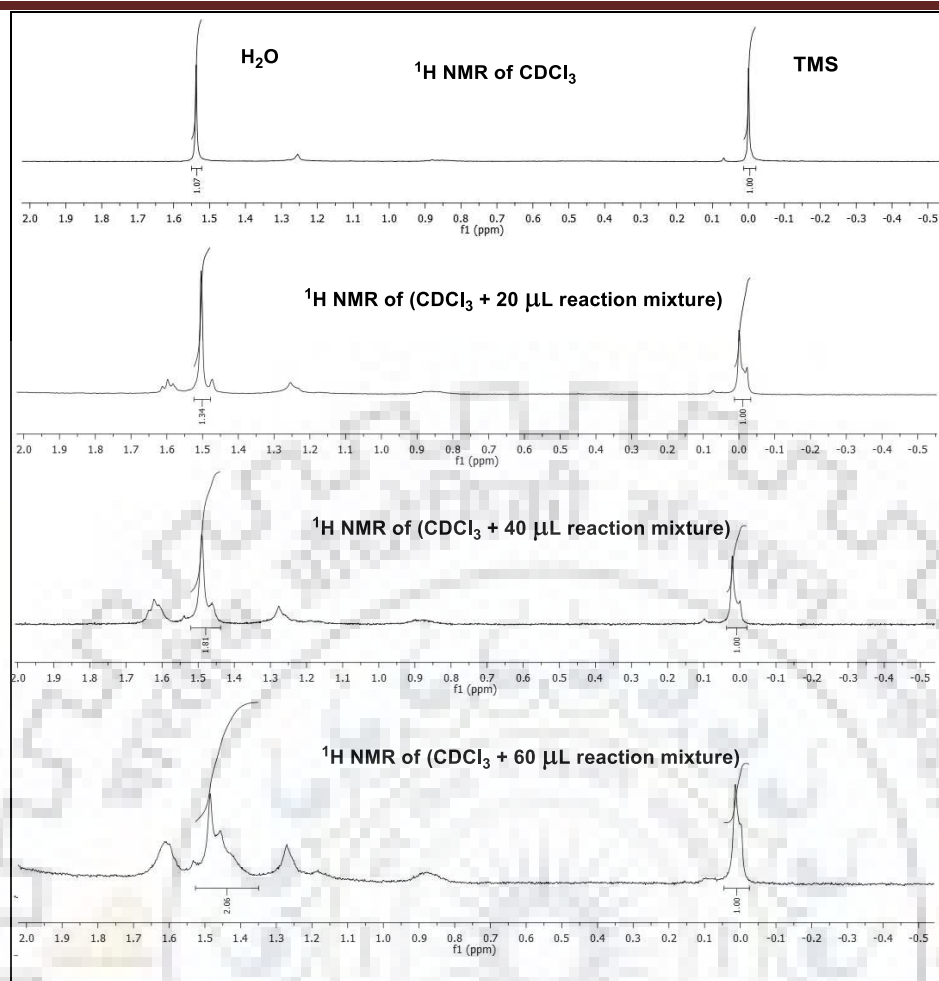 H₂O
¹H NMR of CDCl₃
TMS
1.07
1.00
2.0 1.9 1.8 1.7 1.6 1.5 1.4 1.3 1.2 1.1 1.0 0.9 0.8 0.7 0.6 0.5 0.4 0.3 0.2 0.1 0.0 -0.1 -0.2 -0.3 -0.4 -0.5
f1 (ppm)
¹H NMR of (CDCl₃ + 20 µL reaction mixture)
1.34
1.00
2.0 1.9 1.8 1.7 1.6 1.5 1.4 1.3 1.2 1.1 1.0 0.9 0.8 0.7 0.6 0.5 0.4 0.3 0.2 0.1 0.0 -0.1 -0.2 -0.3 -0.4 -0.5
f1 (ppm)
¹H NMR of (CDCl₃ + 40 µL reaction mixture)
1.81
1.00
2.0 1.9 1.8 1.7 1.6 1.5 1.4 1.3 1.2 1.1 1.0 0.9 0.8 0.7 0.6 0.5 0.4 0.3 0.2 0.1 0.0 -0.1 -0.2 -0.3 -0.4 -0.5
f1 (ppm)
¹H NMR of (CDCl₃ + 60 µL reaction mixture)
2.06
1.00
2.0 1.9 1.8 1.7 1.6 1.5 1.4 1.3 1.2 1.1 1.0 0.9 0.8 0.7 0.6 0.5 0.4 0.3 0.2 0.1 0.0 -0.1 -0.2 -0.3 -0.4 -0.5
f1 (ppm)